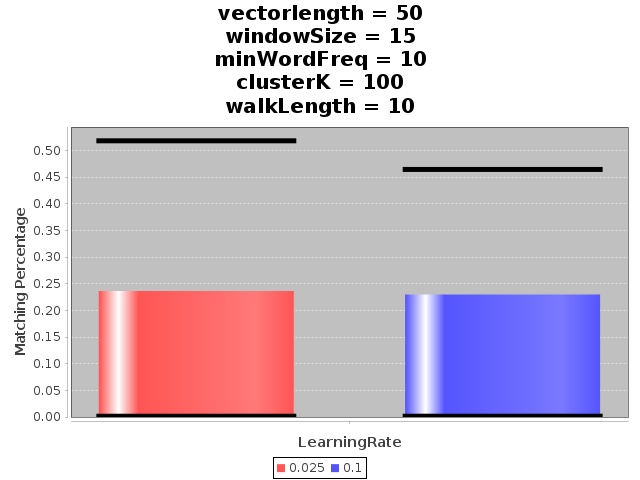 vectorlength = 50
windowSize = 15
minWordFreq = 10
clusterK = 100
walkLength = 10
Matching Percentage
0.50
0.45
0.40
0.35
0.30
0.25
0.20
0.15
0.10
0.05
0.00
LearningRate
0.025 0.1